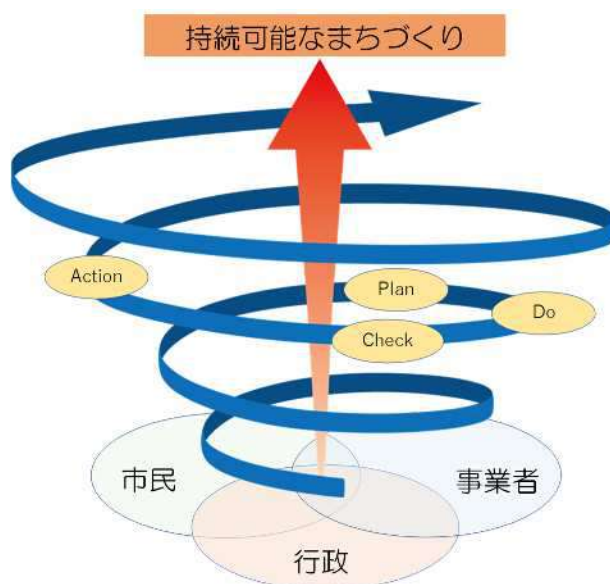 持続可能なまちづくり
Plan
Action
Do
Check
市民
事業者
行政